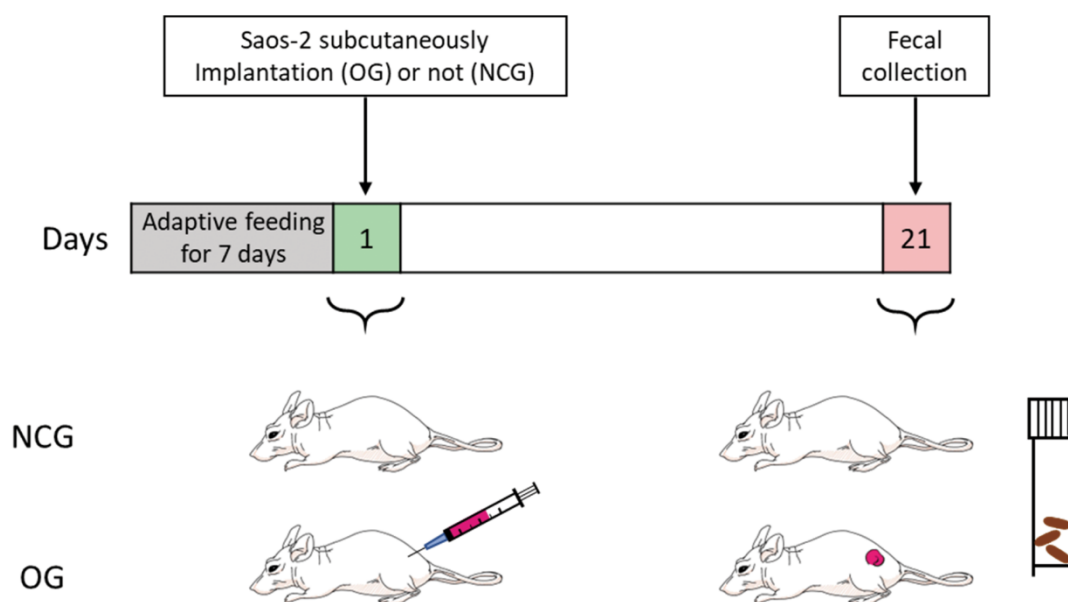 Saos-2 subcutaneously
Implantation (OG) or not (NCG)
Fecal
collection
Days
Adaptive feeding
for 7 days
1
21
NCG
OG